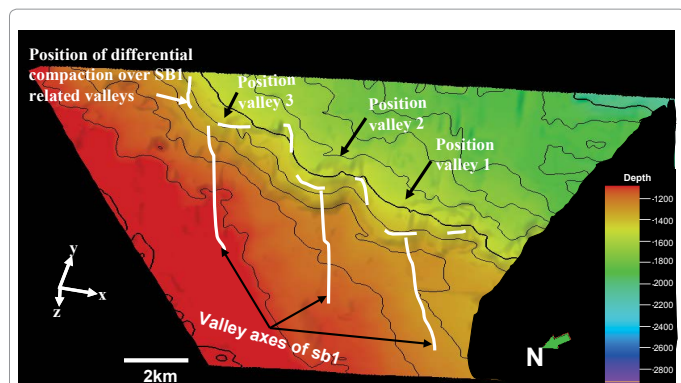 Position of differential
compaction over SB1
related valleys
Position
valley 3
Position
valley 2
Position
valley 1
Depth
-1200
-1400
-1600
-1800
-2000
-2200
-2400
-2600
-2800
y
x
z
Valley axes of sb1
2km
N